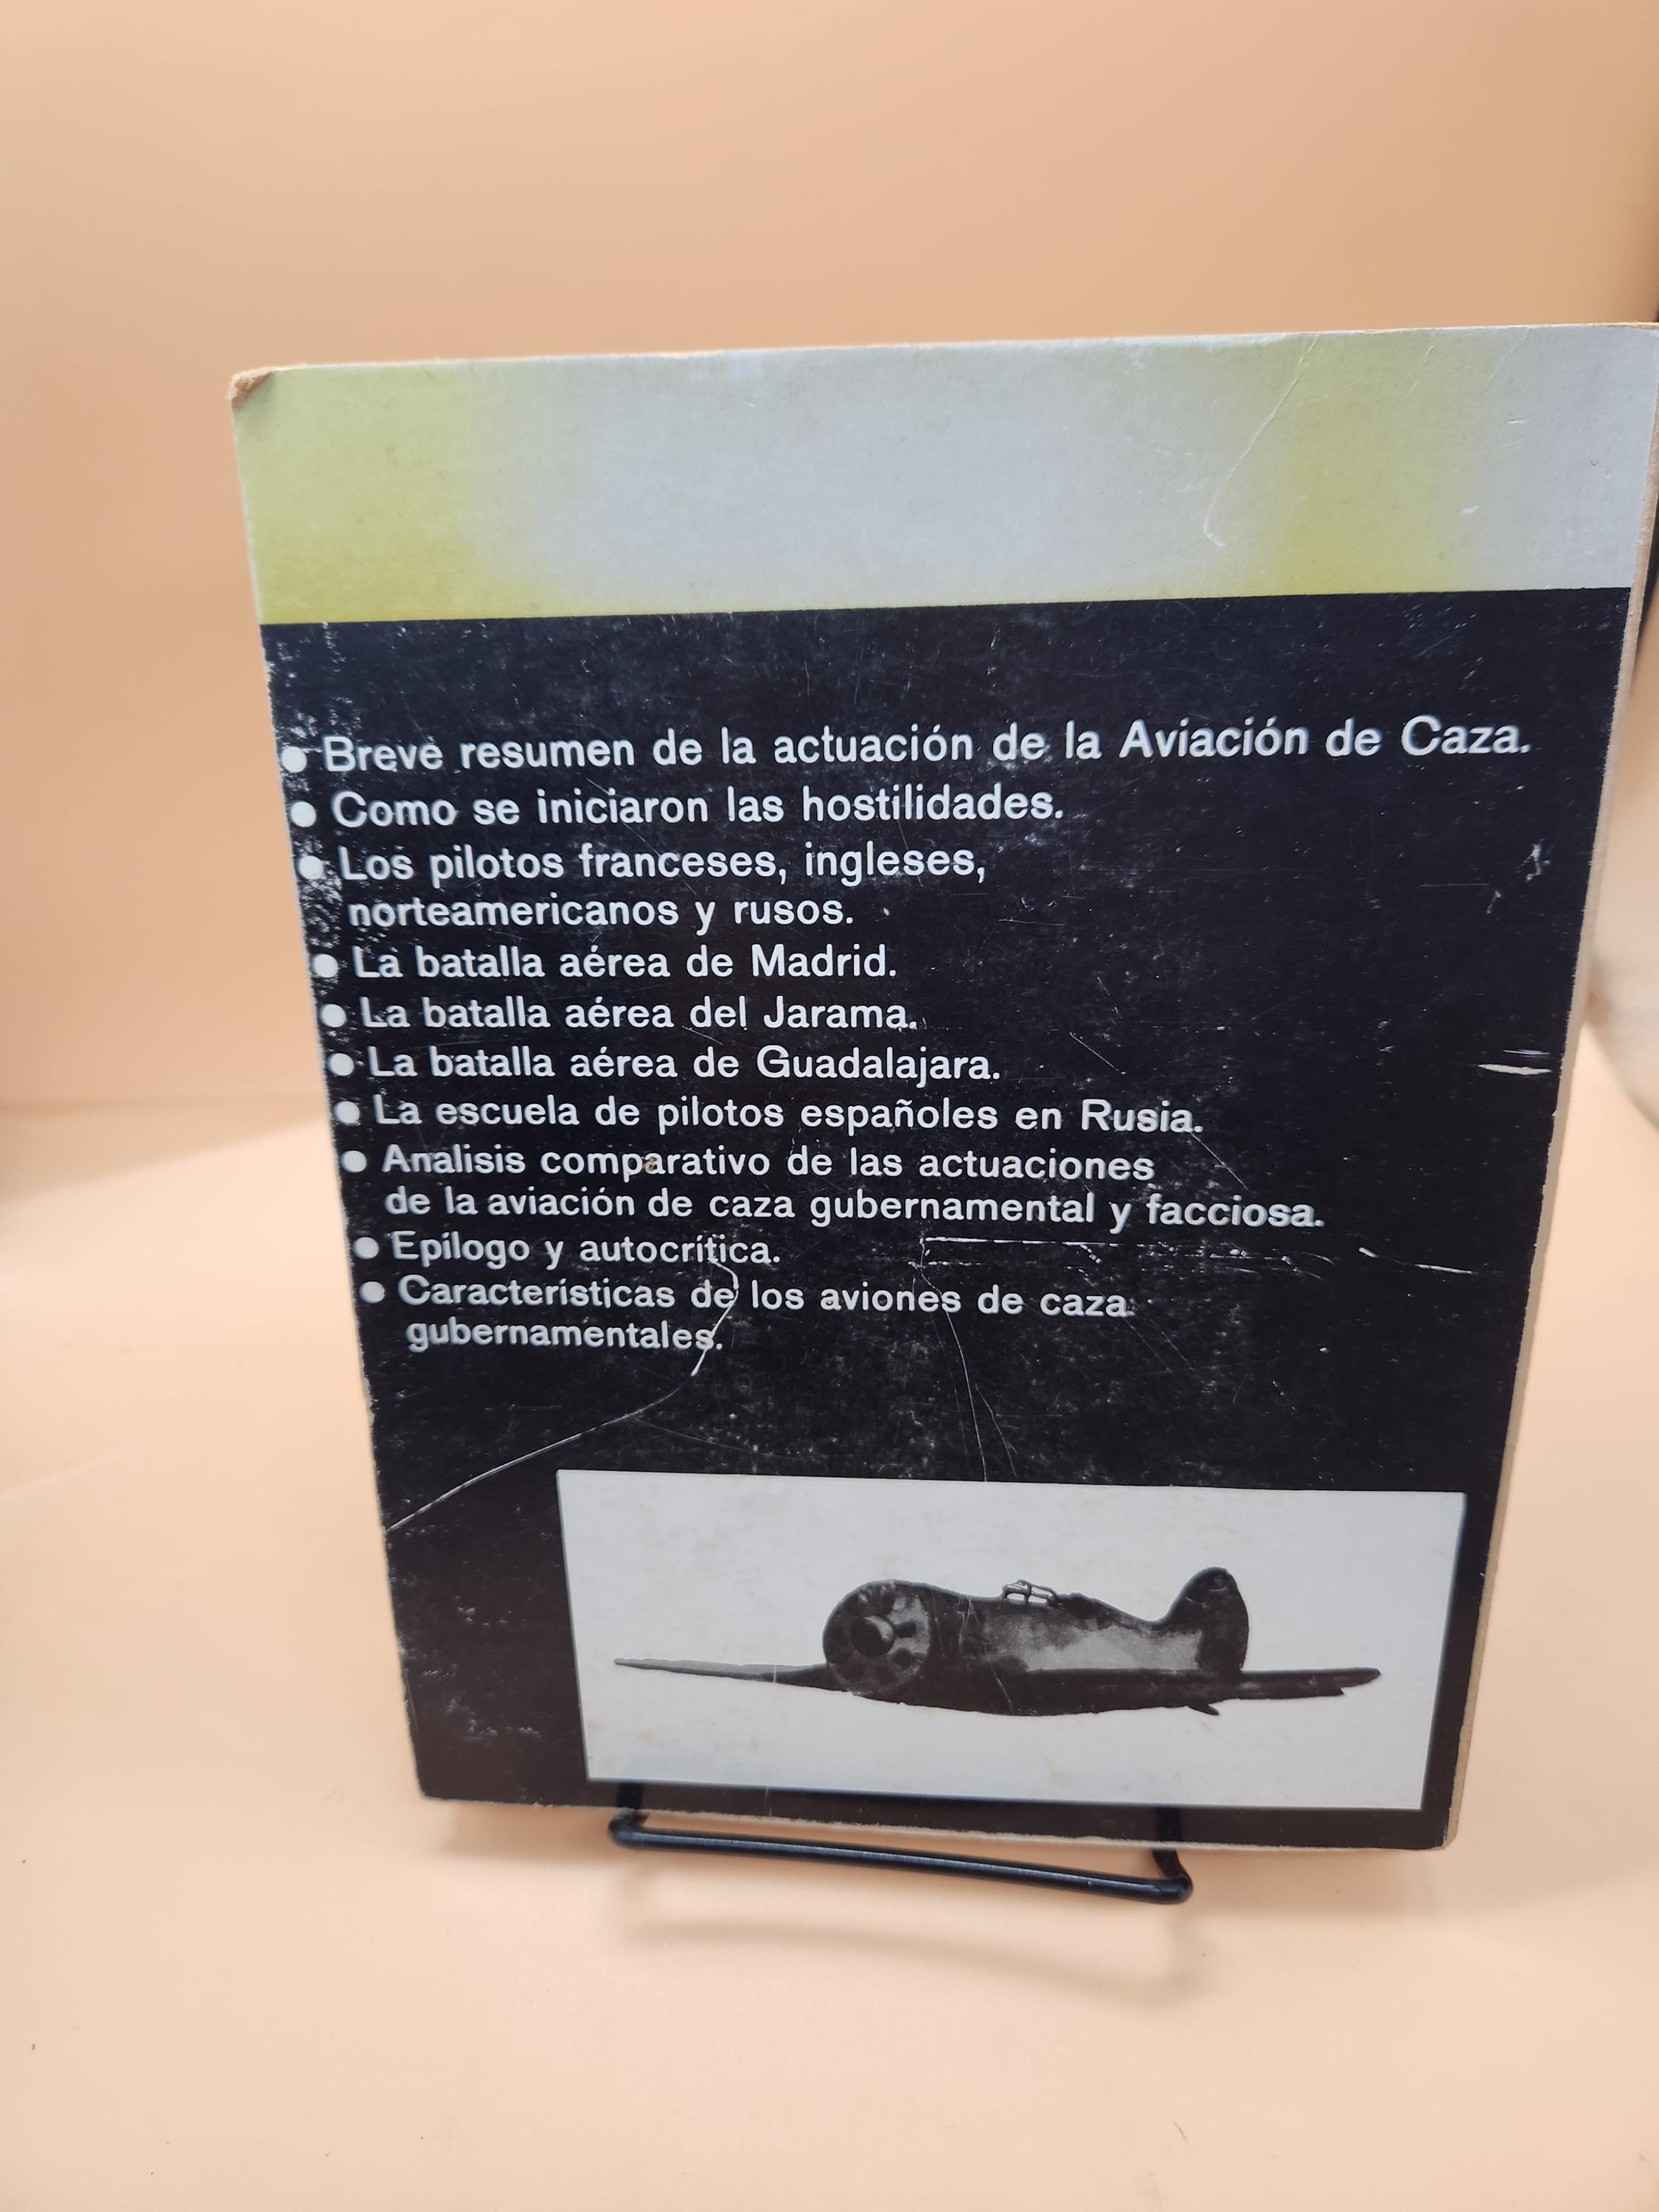 ● Breve resumen de la actuación de la Aviación de Caza.
● Como se iniciaron las hostilidades.
● Los pilotos franceses, ingleses,
norteamericanos y rusos.
● La batalla aérea de Madrid.
● La batalla aérea del Jarama.
● La batalla aérea de Guadalajara.
● La escuela de pilotos españoles en Rusia.
● Analisis comparativo de las actuaciones
de la aviación de caza gubernamental y facciosa.
● Epílogo y autocrítica.
● Características de los aviones de caza
gubernamentales.